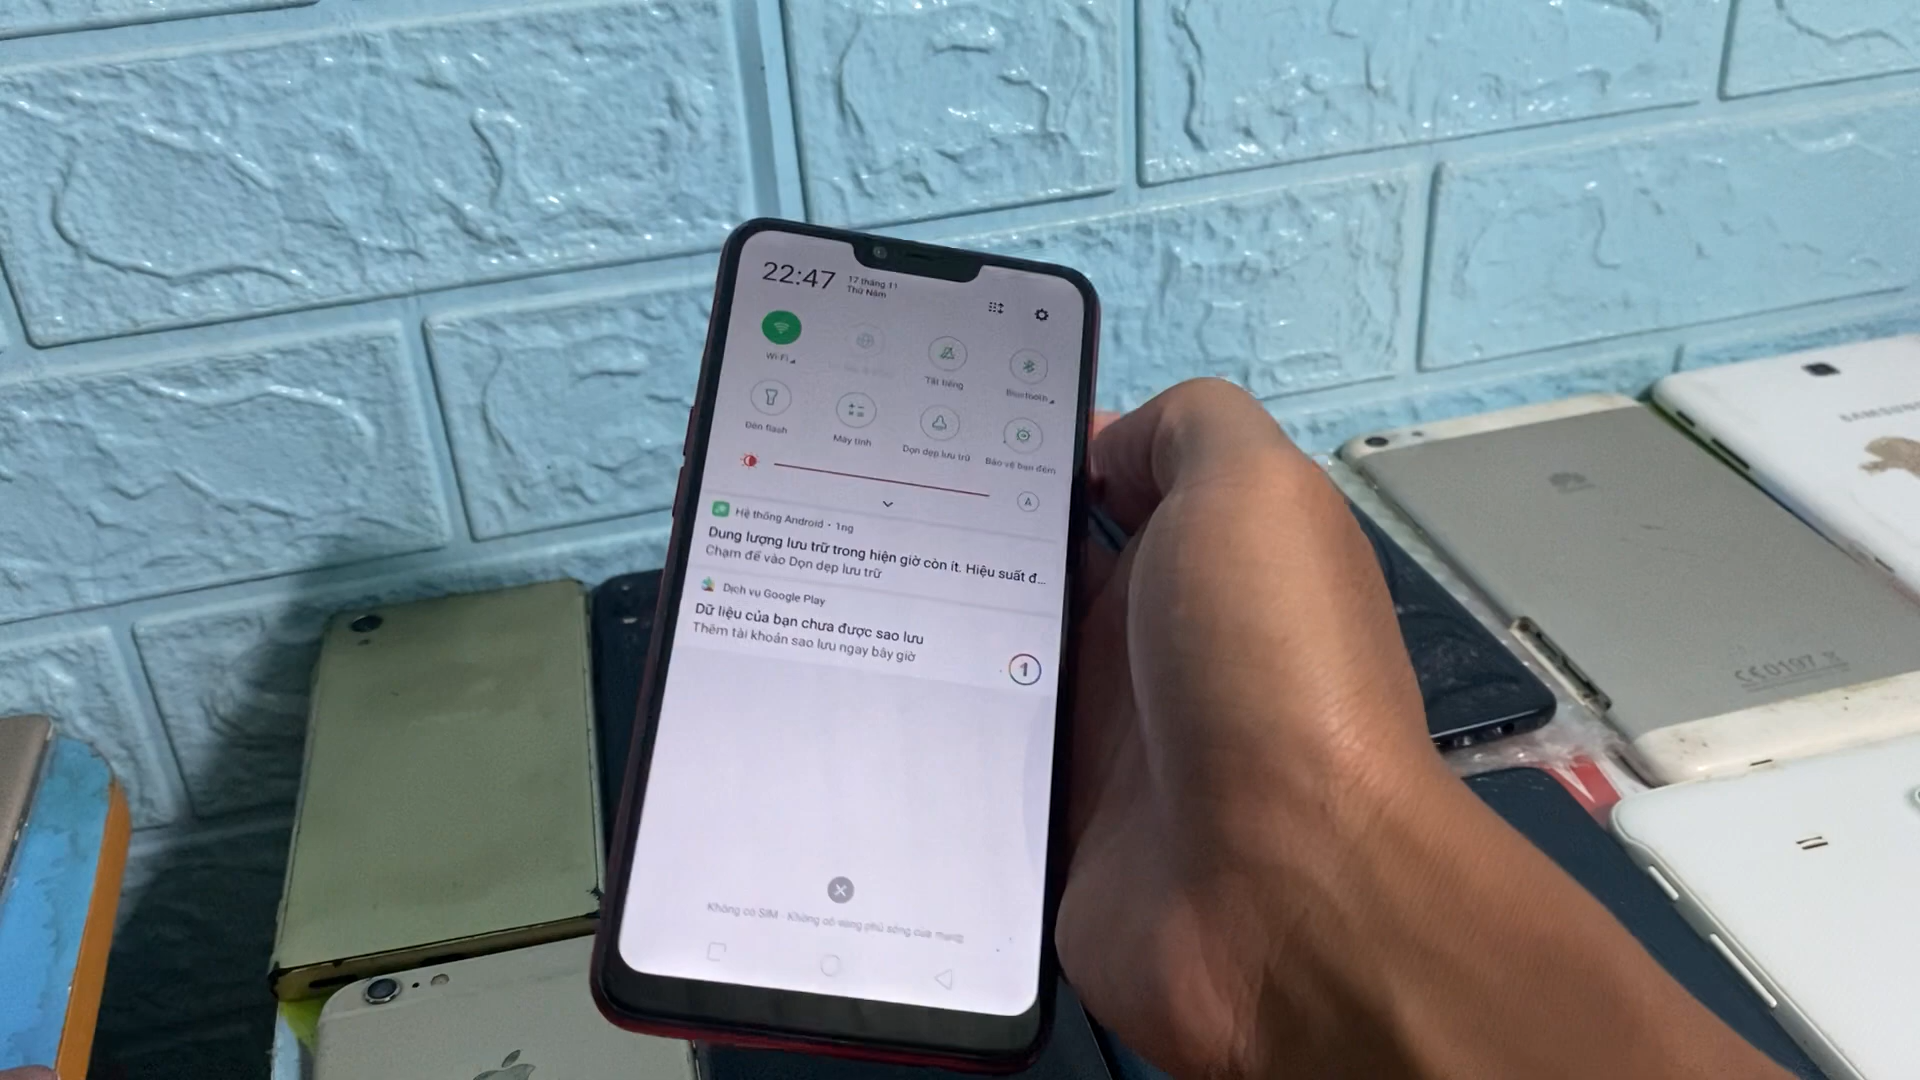 22:47
17 tháng 11
Thứ Năm
Wi-Fi
Tắt tiếng
Bluetooth
Đèn flash
Máy tính
Dọn dẹp lưu trữ
Bảo vệ ban đêm
A
Hệ thống Android · 1ng
Dung lượng lưu trữ trong hiện giờ còn ít. Hiệu suất đ...
Chạm để vào Dọn dẹp lưu trữ
Dịch vụ Google Play
Dữ liệu của bạn chưa được sao lưu
Thêm tài khoản sao lưu ngay bây giờ
1
Không có SIM · Không có vùng phủ sóng của mạng
SAMSUNG
CE0197